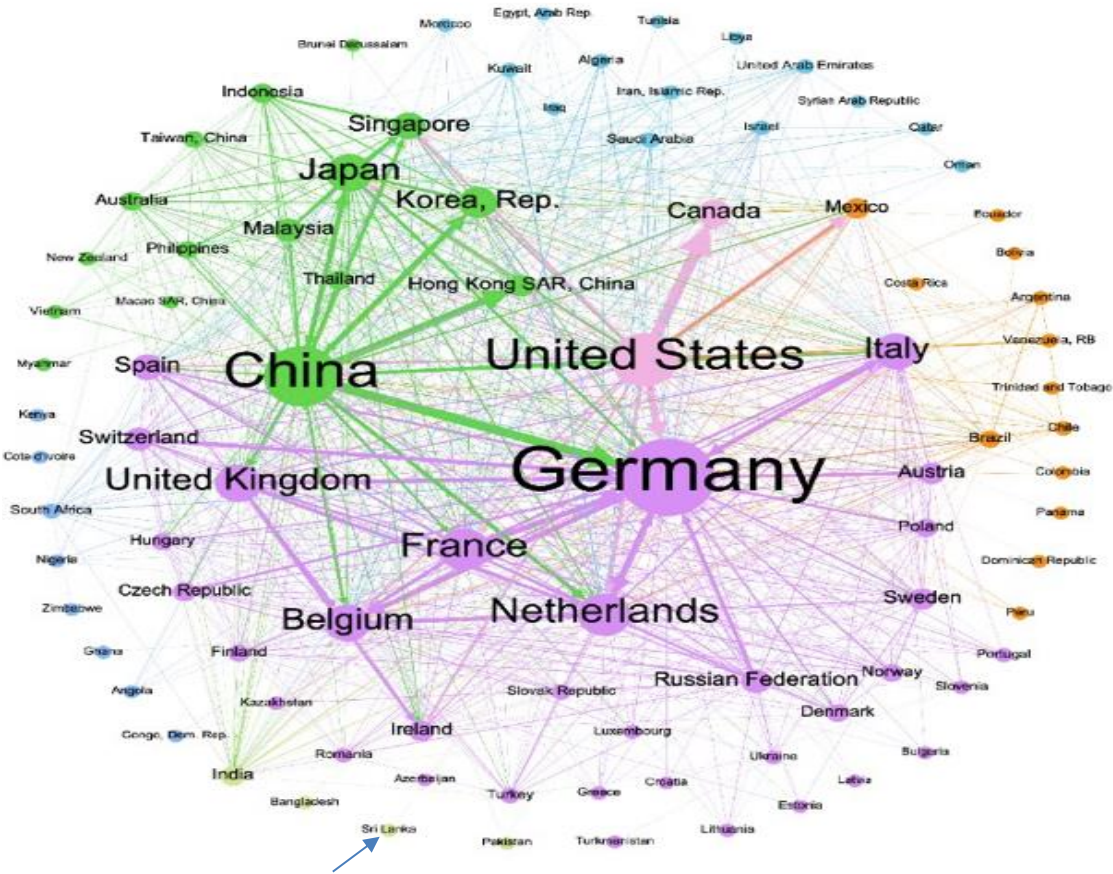 Egypt, Arab Rep.
Morocco
Tunisia
Libya
Brunei Darussalam
Kuwait
Algeria
United Arab Emirates
Indonesia
Iran, Islamic Rep.
Iraq
Syrian Arab Republic
Singapore
Taiwan, China
Saudi Arabia
Israel
Qatar
Oman
Japan
Korea, Rep.
Canada
Mexico
Australia
Ecuador
Malaysia
Philippines
New Zealand
Bolivia
Thailand
Hong Kong SAR, China
Costa Rica
Argentina
Vietnam
Macao SAR, China
Venezuela, RB
China
United States
Italy
Myanmar
Spain
Trinidad and Tobago
Kenya
Chile
Switzerland
Brazil
Cote d'Ivoire
United Kingdom
Germany
Austria
Colombia
South Africa
Panama
Hungary
France
Poland
Nigeria
Dominican Republic
Czech Republic
Sweden
Zimbabwe
Belgium
Netherlands
Peru
Ghana
Finland
Portugal
Russian Federation
Norway
Slovenia
Angola
Kazakhstan
Slovak Republic
Denmark
Congo, Dem. Rep.
Ireland
Luxembourg
Romania
Ukraine
Bulgaria
India
Azerbaijan
Turkey
Greece
Croatia
Latvia
Bangladesh
Estonia
Sri Lanka
Pakistan
Turkmenistan
Lithuania